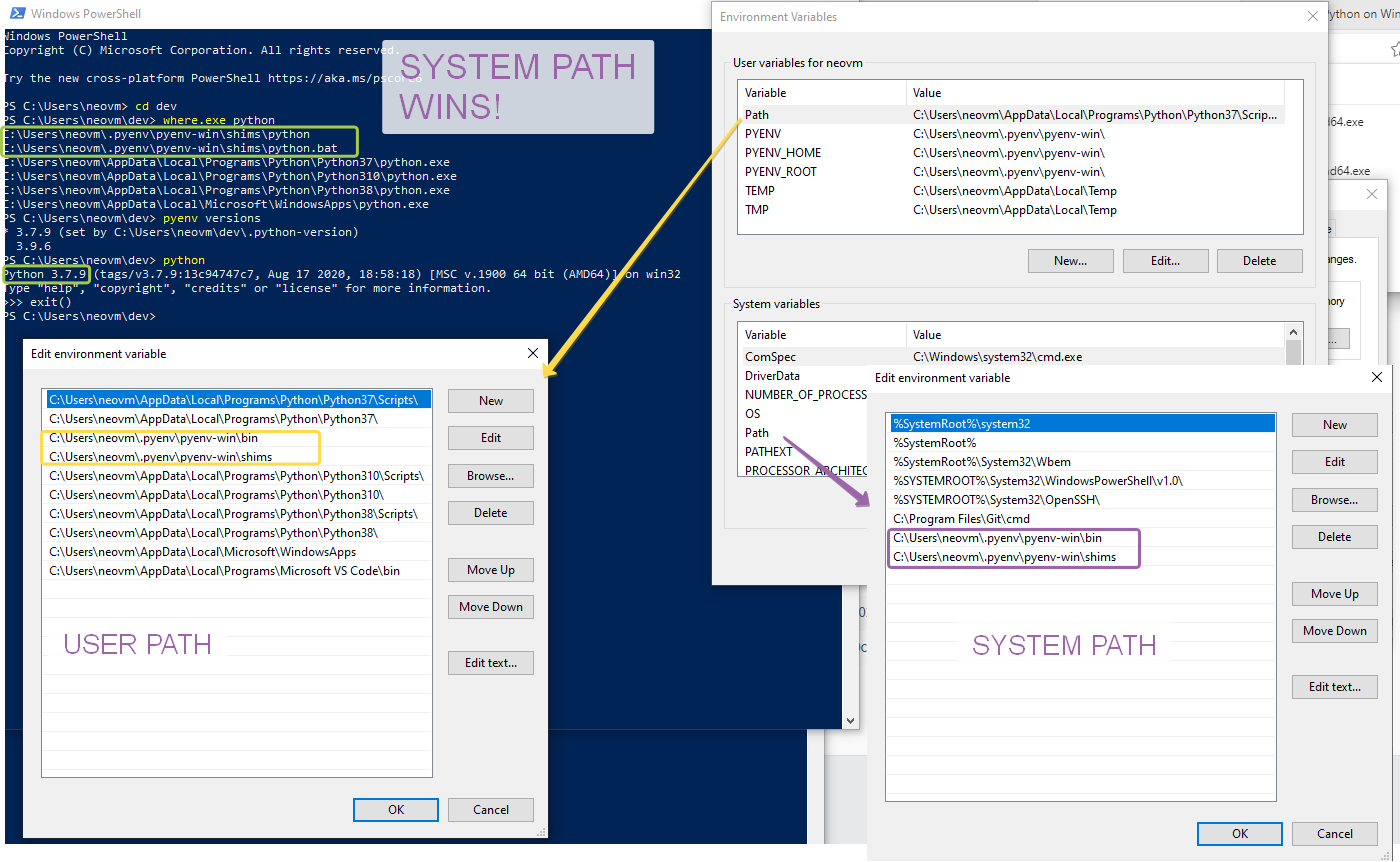 Windows PowerShell
Windows PowerShell
Copyright (C) Microsoft Corporation. All rights reserved.
Try the new cross-platform PowerShell https://aka.ms/pscore6
SYSTEM PATH
WINS!
PS C:\Users\neovm> cd dev
PS C:\Users\neovm\dev> where.exe python
C:\Users\neovm\.pyenv\pyenv-win\shims\python
C:\Users\neovm\.pyenv\pyenv-win\shims\python.bat
C:\Users\neovm\AppData\Local\Programs\Python\Python37\python.exe
C:\Users\neovm\AppData\Local\Programs\Python\Python310\python.exe
C:\Users\neovm\AppData\Local\Programs\Python\Python38\python.exe
C:\Users\neovm\AppData\Local\Microsoft\WindowsApps\python.exe
PS C:\Users\neovm\dev> pyenv versions
* 3.7.9 (set by C:\Users\neovm\dev\.python-version)
3.9.6
PS C:\Users\neovm\dev> python
Python 3.7.9 (tags/v3.7.9:13c94747c7, Aug 17 2020, 18:58:18) [MSC v.1900 64 bit (AMD64)] on win32
Type "help", "copyright", "credits" or "license" for more information.
>>> exit()
PS C:\Users\neovm\dev>
Environment Variables
User variables for neovm
Variable Value
Path C:\Users\neovm\AppData\Local\Programs\Python\Python37\Scrip...
PYENV C:\Users\neovm\.pyenv\pyenv-win\
PYENV_HOME C:\Users\neovm\.pyenv\pyenv-win\
PYENV_ROOT C:\Users\neovm\.pyenv\pyenv-win\
TEMP C:\Users\neovm\AppData\Local\Temp
TMP C:\Users\neovm\AppData\Local\Temp
New... Edit... Delete
System variables
Variable Value
ComSpec C:\Windows\system32\cmd.exe
DriverData
NUMBER_OF_PROCESS
OS
Path
PATHEXT
PROCESSOR_ARCHITEC
Python on Win
d64.exe
md64.exe
e
anges.
ory
...
Edit environment variable
C:\Users\neovm\AppData\Local\Programs\Python\Python37\Scripts\
C:\Users\neovm\AppData\Local\Programs\Python\Python37\
C:\Users\neovm\.pyenv\pyenv-win\bin
C:\Users\neovm\.pyenv\pyenv-win\shims
C:\Users\neovm\AppData\Local\Programs\Python\Python310\Scripts\
C:\Users\neovm\AppData\Local\Programs\Python\Python310\
C:\Users\neovm\AppData\Local\Programs\Python\Python38\Scripts\
C:\Users\neovm\AppData\Local\Programs\Python\Python38\
C:\Users\neovm\AppData\Local\Microsoft\WindowsApps
C:\Users\neovm\AppData\Local\Programs\Microsoft VS Code\bin
USER PATH
New
Edit
Browse...
Delete
Move Up
Move Down
Edit text...
OK Cancel
Edit environment variable
%SystemRoot%\system32
%SystemRoot%
%SystemRoot%\System32\Wbem
%SYSTEMROOT%\System32\WindowsPowerShell\v1.0\
%SYSTEMROOT%\System32\OpenSSH\
C:\Program Files\Git\cmd
C:\Users\neovm\.pyenv\pyenv-win\bin
C:\Users\neovm\.pyenv\pyenv-win\shims
SYSTEM PATH
New
Edit
Browse...
Delete
Move Up
Move Down
Edit text...
OK Cancel